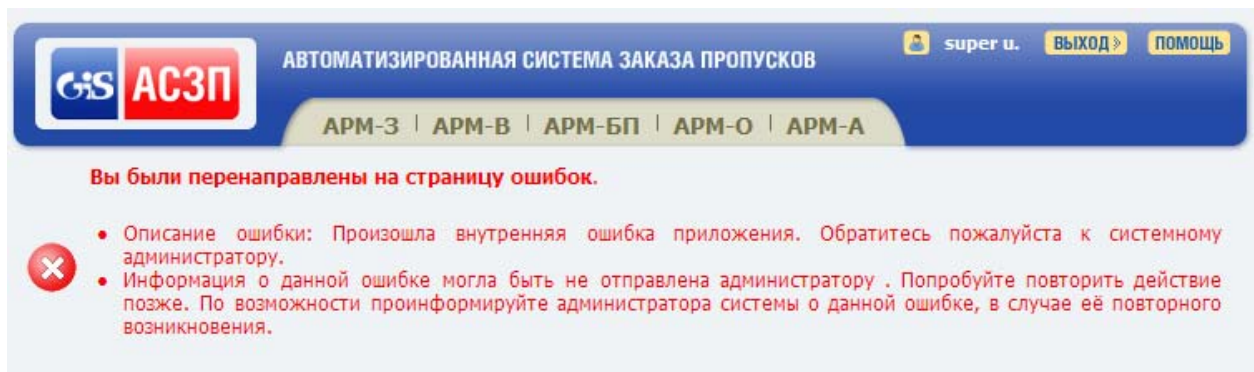 GiS АСЗП
АВТОМАТИЗИРОВАННАЯ СИСТЕМА ЗАКАЗА ПРОПУСКОВ
super u. ВЫХОД » ПОМОЩЬ
АРМ-З | АРМ-В | АРМ-БП | АРМ-О | АРМ-А
Вы были перенаправлены на страницу ошибок.
• Описание ошибки: Произошла внутренняя ошибка приложения. Обратитесь пожалуйста к системному
администратору.
• Информация о данной ошибке могла быть не отправлена администратору . Попробуйте повторить действие
позже. По возможности проинформируйте администратора системы о данной ошибке, в случае её повторного
возникновения.